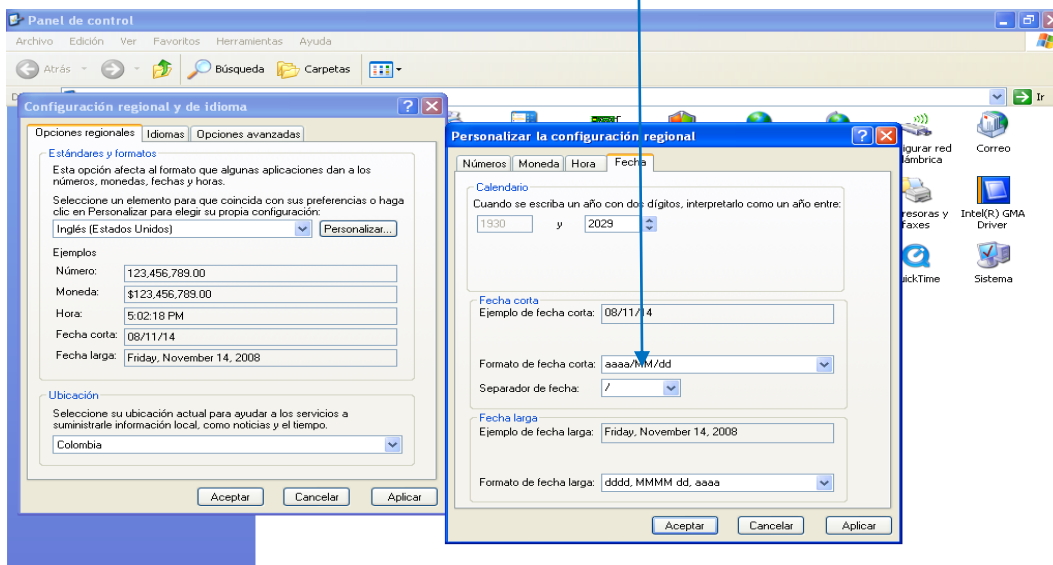 Panel de control
Archivo Edición Ver Favoritos Herramientas Ayuda
Atrás Búsqueda Carpetas
Ir
Configuración regional y de idioma
Opciones regionales Idiomas Opciones avanzadas
Estándares y formatos
Esta opción afecta al formato que algunas aplicaciones dan a los
números, monedas, fechas y horas.
Seleccione un elemento para que coincida con sus preferencias o haga
clic en Personalizar para elegir su propia configuración:
Inglés (Estados Unidos) Personalizar...
Ejemplos
Número: 123,456,789.00
Moneda: $123,456,789.00
Hora: 5:02:18 PM
Fecha corta: 08/11/14
Fecha larga: Friday, November 14, 2008
Ubicación
Seleccione su ubicación actual para ayudar a los servicios a
suministrarle información local, como noticias y el tiempo.
Colombia
Aceptar Cancelar Aplicar
Personalizar la configuración regional
Números Moneda Hora Fecha
Calendario
Cuando se escriba un año con dos dígitos, interpretarlo como un año entre:
1930 y 2029
Fecha corta
Ejemplo de fecha corta: 08/11/14
Formato de fecha corta: aaaa/MM/dd
Separador de fecha: /
Fecha larga
Ejemplo de fecha larga: Friday, November 14, 2008
Formato de fecha larga: dddd, MMMM dd, aaaa
Aceptar Cancelar Aplicar
red
Correo
y
faxes
Intel(R) GMA
Driver
Sistema